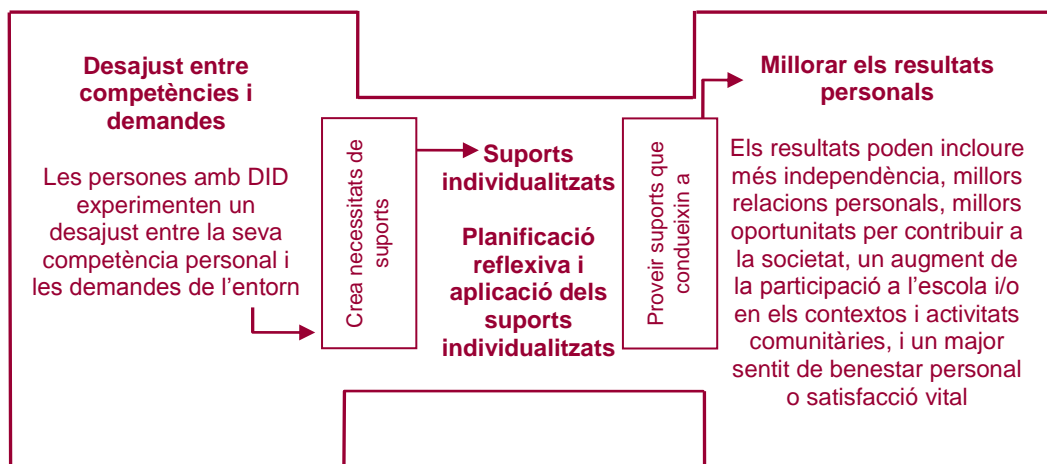 Desajust entre
competències i
demandes
Les persones amb DID
experimenten un
desajust entre la seva
competència personal i
les demandes de l’entorn
Crea necessitats de
suports
Suports
individualitzats
Planificació
reflexiva i
aplicació dels
suports
individualitzats
Proveir suports que
condueixin a
Millorar els resultats
personals
Els resultats poden incloure
més independència, millors
relacions personals, millors
oportunitats per contribuir a
la societat, un augment de
la participació a l’escola i/o
en els contextos i activitats
comunitàries, i un major
sentit de benestar personal
o satisfacció vital